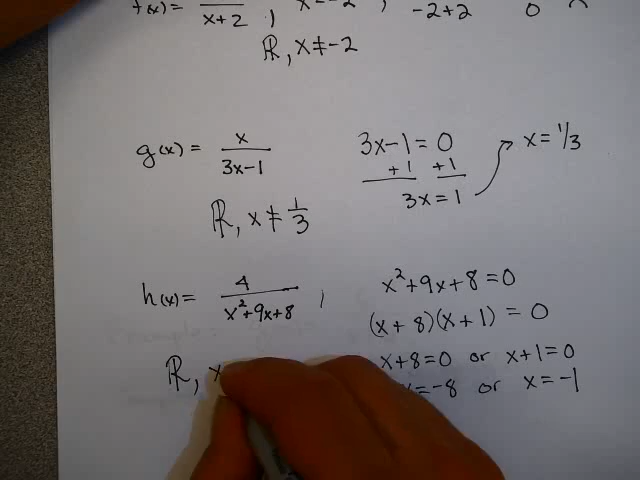 f(x) = /(x+2), x=-2, -2+2 0
ℝ, x≠-2
g(x) = x/(3x-1) 3x-1=0 x=1/3
+1 +1
3x=1
ℝ, x≠1/3
h(x) = 4/(x²+9x+8), x²+9x+8=0
(x+8)(x+1)=0
ℝ, x x+8=0 or x+1=0
=-8 or x=-1